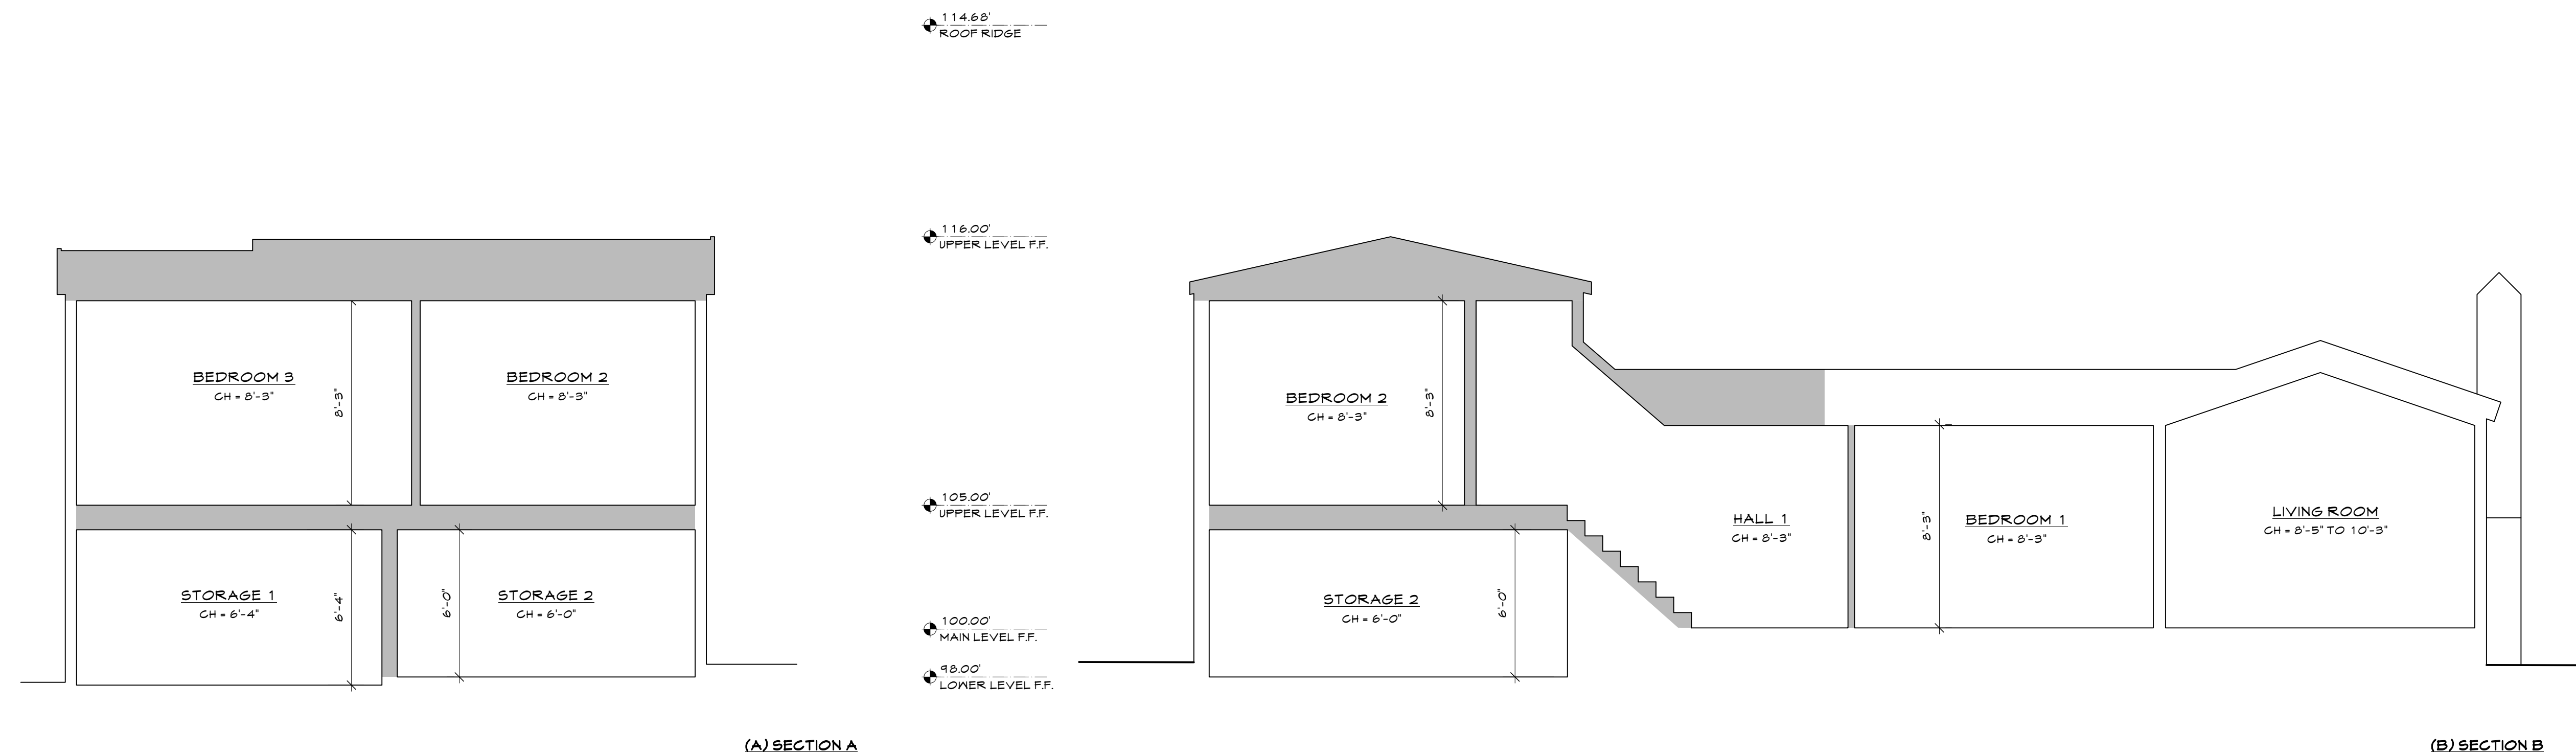 114.68'
ROOF RIDGE
116.00'
UPPER LEVEL F.F.
105.00'
UPPER LEVEL F.F.
100.00'
MAIN LEVEL F.F.
98.00'
LOWER LEVEL F.F.
BEDROOM 3
CH = 8'-3"
8'-3"
BEDROOM 2
CH = 8'-3"
STORAGE 1
CH = 6'-4"
6'-4"
6'-0"
STORAGE 2
CH = 6'-0"
(A) SECTION A
BEDROOM 2
CH = 8'-3"
8'-3"
STORAGE 2
CH = 6'-0"
6'-0"
HALL 1
CH = 8'-3"
8'-3"
BEDROOM 1
CH = 8'-3"
LIVING ROOM
CH = 8'-5" TO 10'-3"
(B) SECTION B